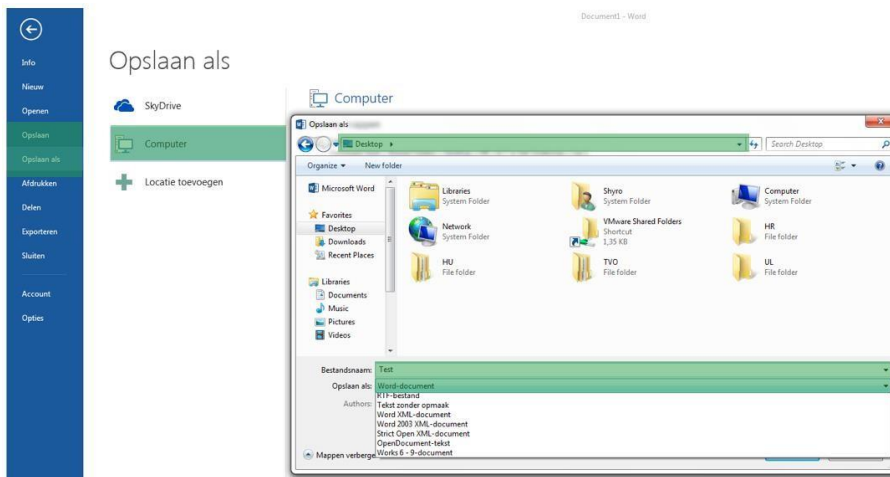 Document1 - Word
Info
Nieuw
Openen
Opslaan
Opslaan als
Afdrukken
Delen
Exporteren
Sluiten
Account
Opties
Opslaan als
SkyDrive
Computer
Locatie toevoegen
Computer
Opslaan als
Desktop
Search Desktop
Organize
New folder
Microsoft Word
Favorites
Desktop
Downloads
Recent Places
Libraries
Documents
Music
Pictures
Videos
Libraries
System Folder
Shyro
System Folder
Computer
System Folder
Network
System Folder
VMware Shared Folders
Shortcut
1,35 KB
HR
File folder
HU
File folder
TVO
File folder
UL
File folder
Bestandsnaam: Test
Opslaan als: Word-document
RTF-bestand
Authors: Tekst zonder opmaak
Word XML-document
Word 2003 XML-document
Strict Open XML-document
OpenDocument-tekst
Mappen verberge Works 6 - 9-document